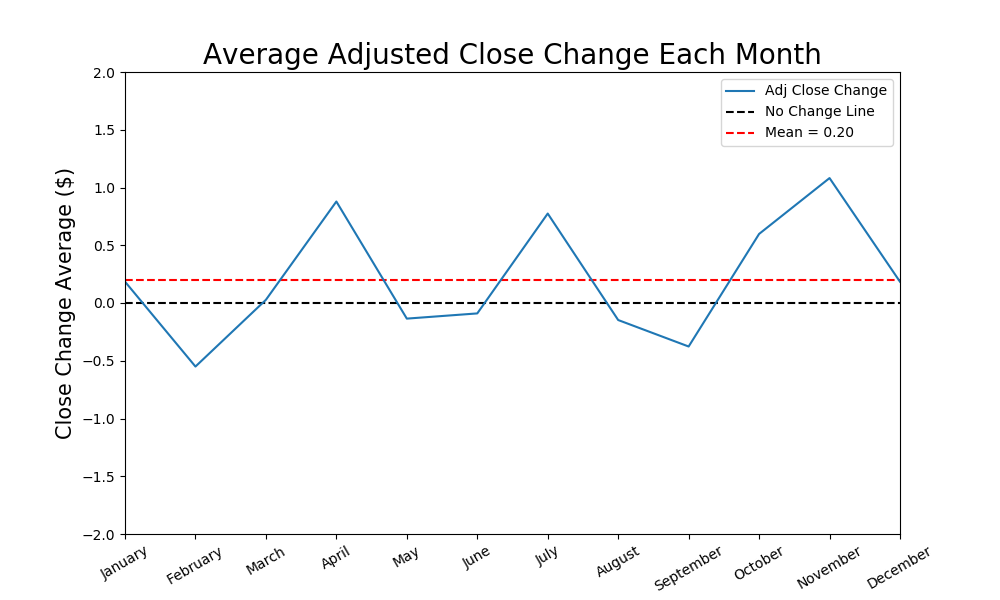 Average Adjusted Close Change Each Month
Close Change Average ($)
2.0
1.5
1.0
0.5
0.0
−0.5
−1.0
−1.5
−2.0
Adj Close Change
No Change Line
Mean = 0.20
January
February
March
April
May
June
July
August
September
October
November
December